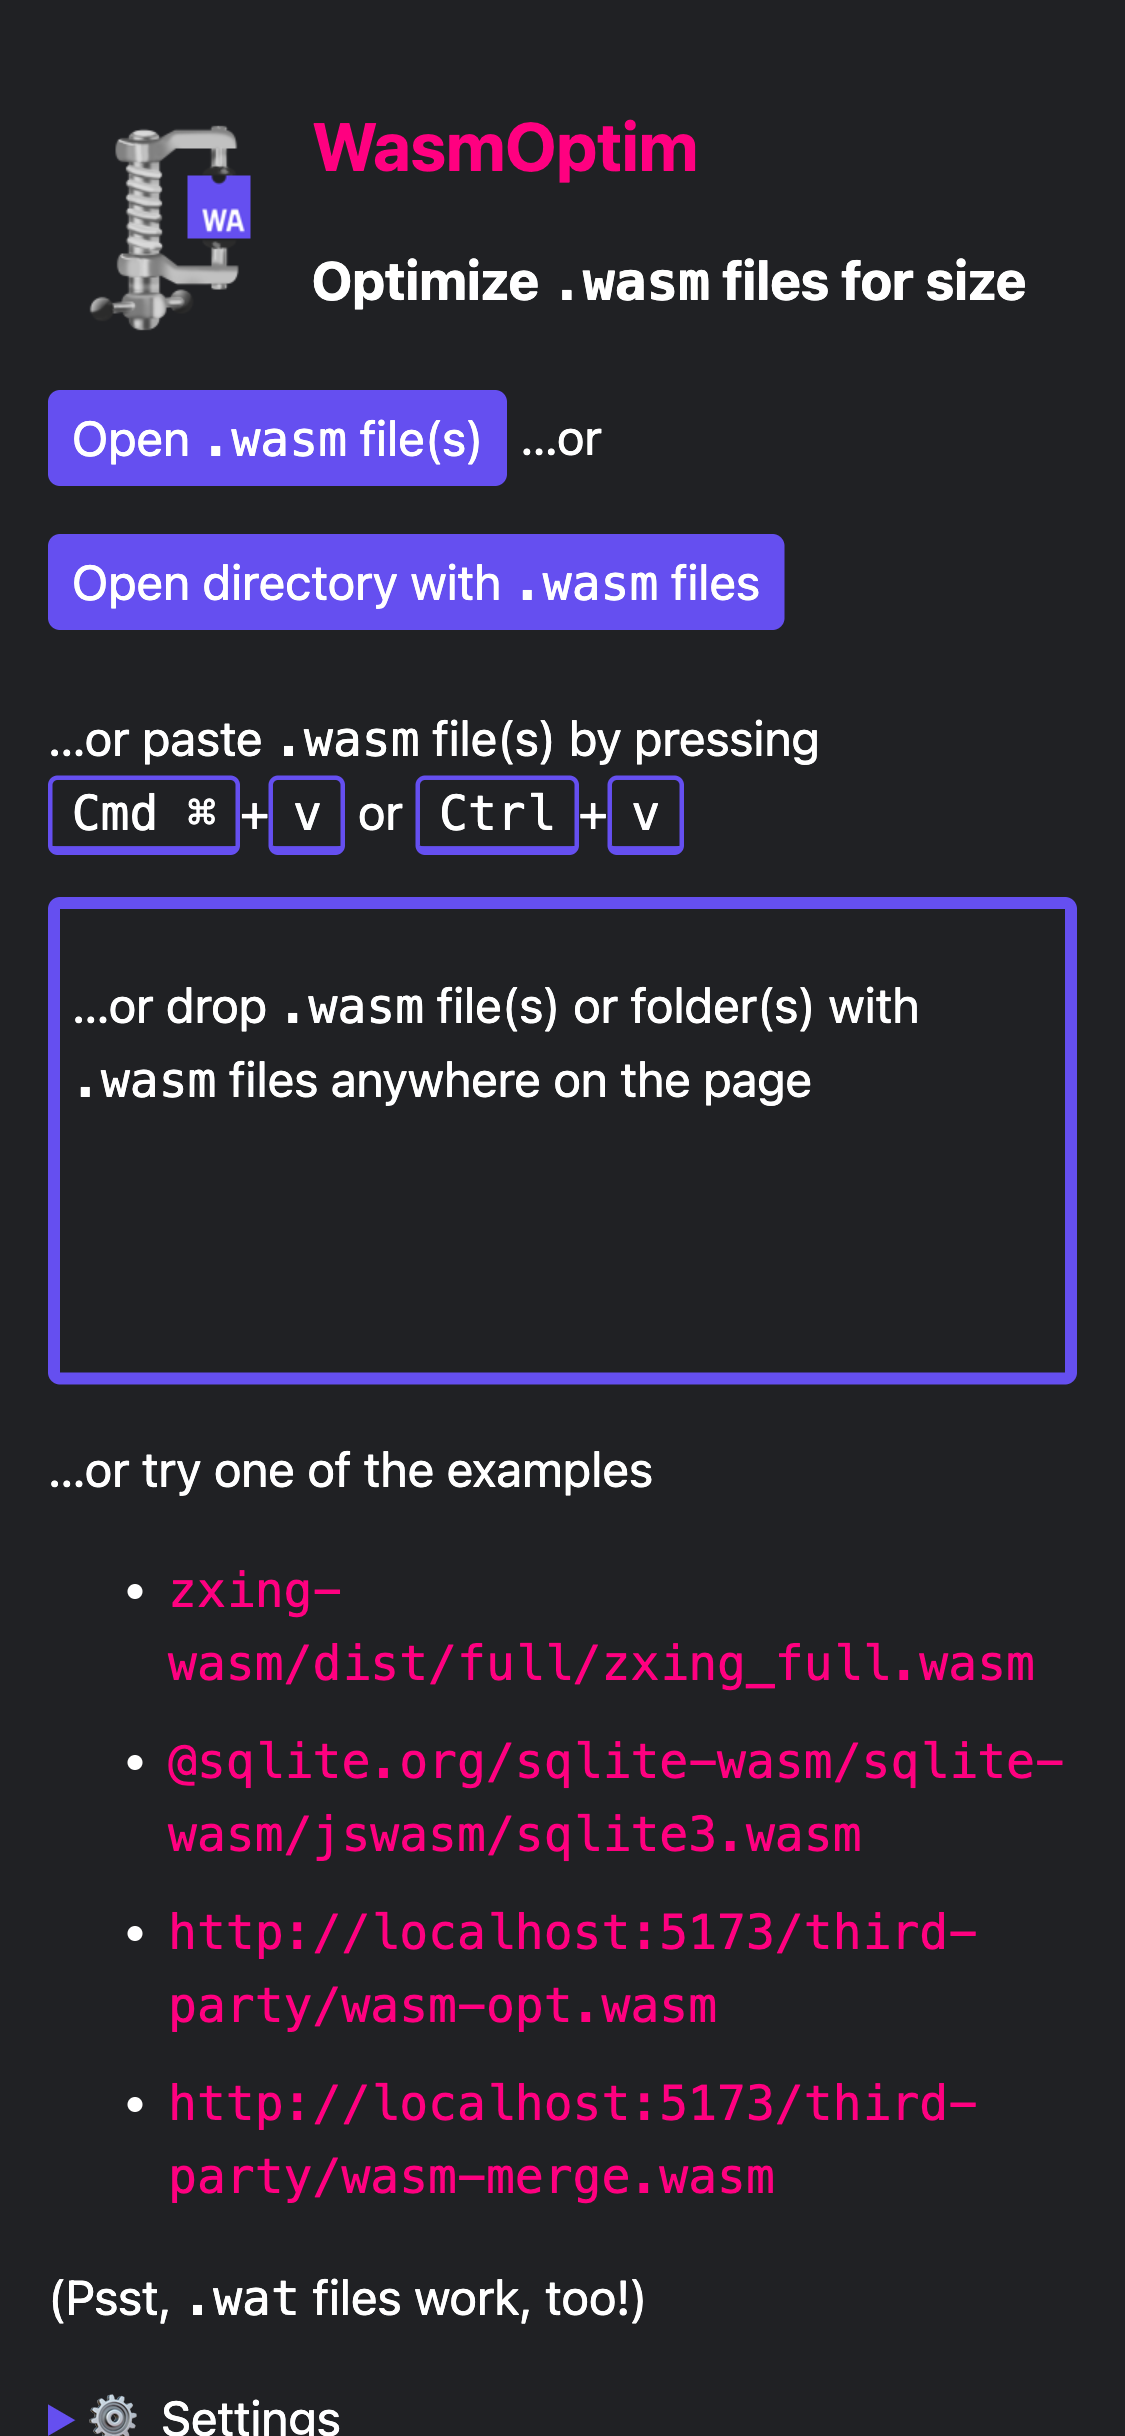 WasmOptim
WA
Optimize .wasm files for size
Open .wasm file(s) ...or
Open directory with .wasm files
...or paste .wasm file(s) by pressing
Cmd ⌘+v or Ctrl+v
...or drop .wasm file(s) or folder(s) with
.wasm files anywhere on the page
...or try one of the examples
• zxing-
wasm/dist/full/zxing_full.wasm
• @sqlite.org/sqlite-wasm/sqlite-
wasm/jswasm/sqlite3.wasm
• http://localhost:5173/third-
party/wasm-opt.wasm
• http://localhost:5173/third-
party/wasm-merge.wasm
(Psst, .wat files work, too!)
Settings